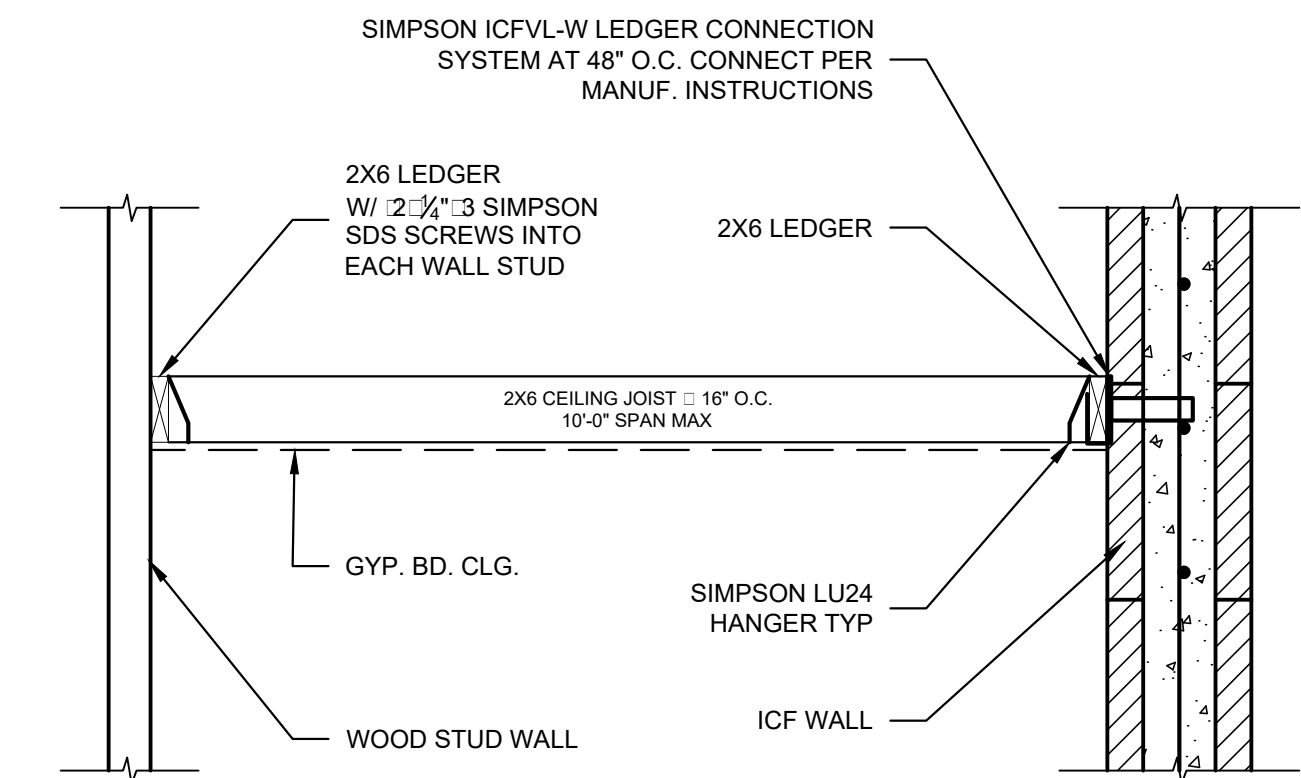 SIMPSON ICFVL-W LEDGER CONNECTION
SYSTEM AT 48" O.C. CONNECT PER
MANUF. INSTRUCTIONS
2X6 LEDGER
W/ □2□¼"□3 SIMPSON
SDS SCREWS INTO
EACH WALL STUD
2X6 LEDGER
2X6 CEILING JOIST □ 16" O.C.
10'-0" SPAN MAX
GYP. BD. CLG.
SIMPSON LU24
HANGER TYP
WOOD STUD WALL
ICF WALL